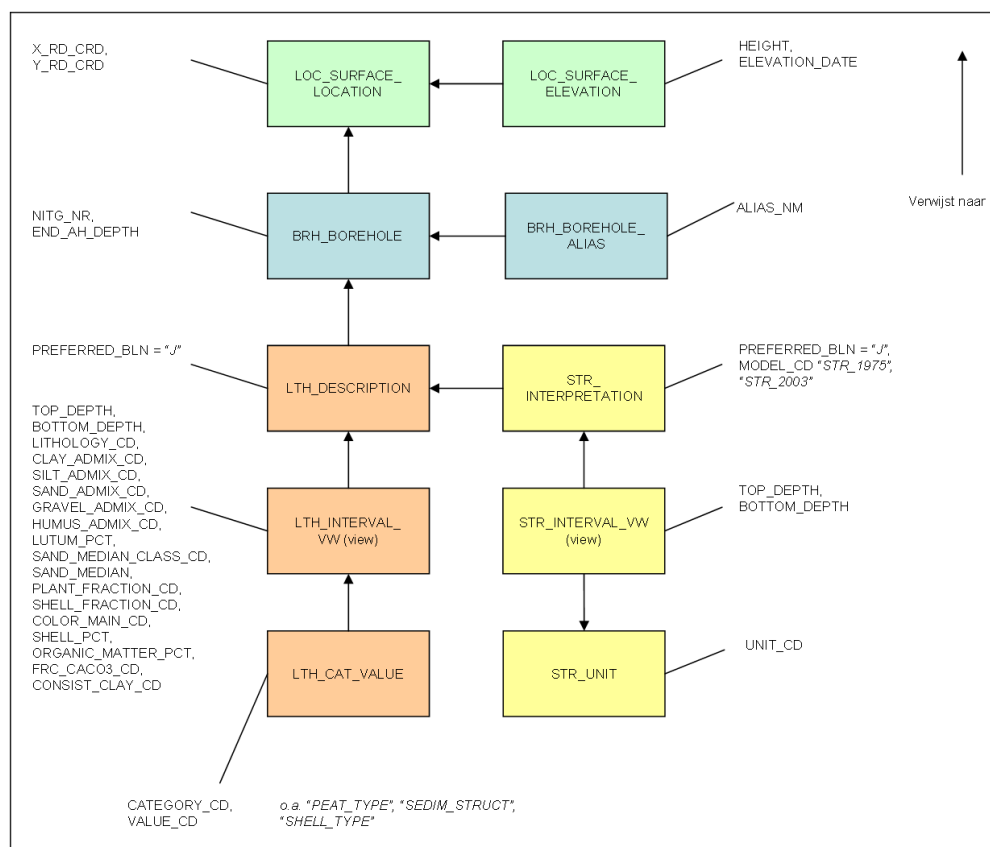 X_RD_CRD,
Y_RD_CRD
LOC_SURFACE_
LOCATION
LOC_SURFACE_
ELEVATION
HEIGHT,
ELEVATION_DATE
Verwijst naar
NITG_NR,
END_AH_DEPTH
BRH_BOREHOLE
BRH_BOREHOLE_
ALIAS
ALIAS_NM
PREFERRED_BLN = “J”
LTH_DESCRIPTION
STR_
INTERPRETATION
PREFERRED_BLN = “J”,
MODEL_CD “STR_1975”,
“STR_2003”
TOP_DEPTH,
BOTTOM_DEPTH,
LITHOLOGY_CD,
CLAY_ADMIX_CD,
SILT_ADMIX_CD,
SAND_ADMIX_CD,
GRAVEL_ADMIX_CD,
HUMUS_ADMIX_CD,
LUTUM_PCT,
SAND_MEDIAN_CLASS_CD,
SAND_MEDIAN,
PLANT_FRACTION_CD,
SHELL_FRACTION_CD,
COLOR_MAIN_CD,
SHELL_PCT,
ORGANIC_MATTER_PCT,
FRC_CACO3_CD,
CONSIST_CLAY_CD
LTH_INTERVAL_
VW (view)
STR_INTERVAL_VW
(view)
TOP_DEPTH,
BOTTOM_DEPTH
LTH_CAT_VALUE
STR_UNIT
UNIT_CD
CATEGORY_CD,
VALUE_CD
o.a. “PEAT_TYPE”, “SEDIM_STRUCT”,
“SHELL_TYPE”